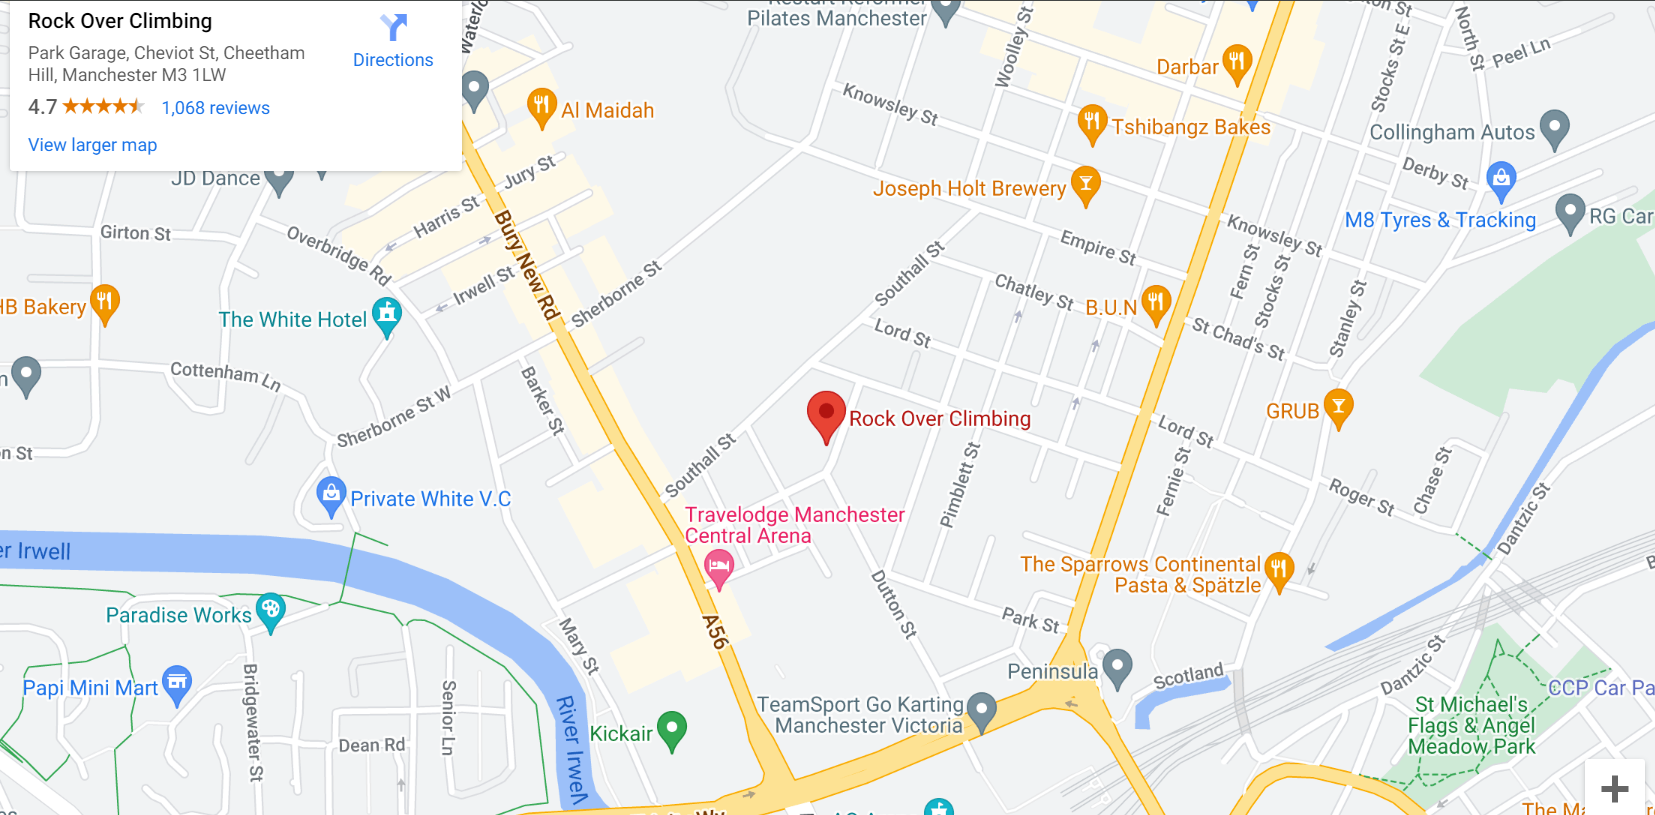 Rock Over Climbing
Park Garage, Cheviot St, Cheetham
Hill, Manchester M3 1LW
4.7
1,068 reviews
View larger map
Directions
Pilates Manchester
Woolley St
Stocks St E
North St
Peel Ln
Darbar
Al Maidah
Knowsley St
Tshibangz Bakes
Collingham Autos
Jury St
JD Dance
Joseph Holt Brewery
Derby St
M8 Tyres & Tracking
RG Car
Harris St
Girton St
Overbridge Rd
Bury New Rd
Empire St
Knowsley St
Southall St
Fern St
Stocks St
Irwell St
Sherborne St
Chatley St
B.U.N
HB Bakery
The White Hotel
Lord St
St Chad's St
Stanley St
Cottenham Ln
Barker St
Sherborne St W
Rock Over Climbing
GRUB
Lord St
Southall St
Pimblett St
Fernie St
Chase St
Roger St
Private White V.C
Travelodge Manchester
Central Arena
Dantzic St
er Irwell
The Sparrows Continental
Pasta & Spätzle
Dutton St
Paradise Works
A56
Park St
Mary St
Peninsula
Scotland
Dantzic St
Papi Mini Mart
Bridgewater St
Senior Ln
River Irwell
TeamSport Go Karting
Manchester Victoria
CCP Car Pa
St Michael's
Flags & Angel
Meadow Park
Kickair
Dean Rd